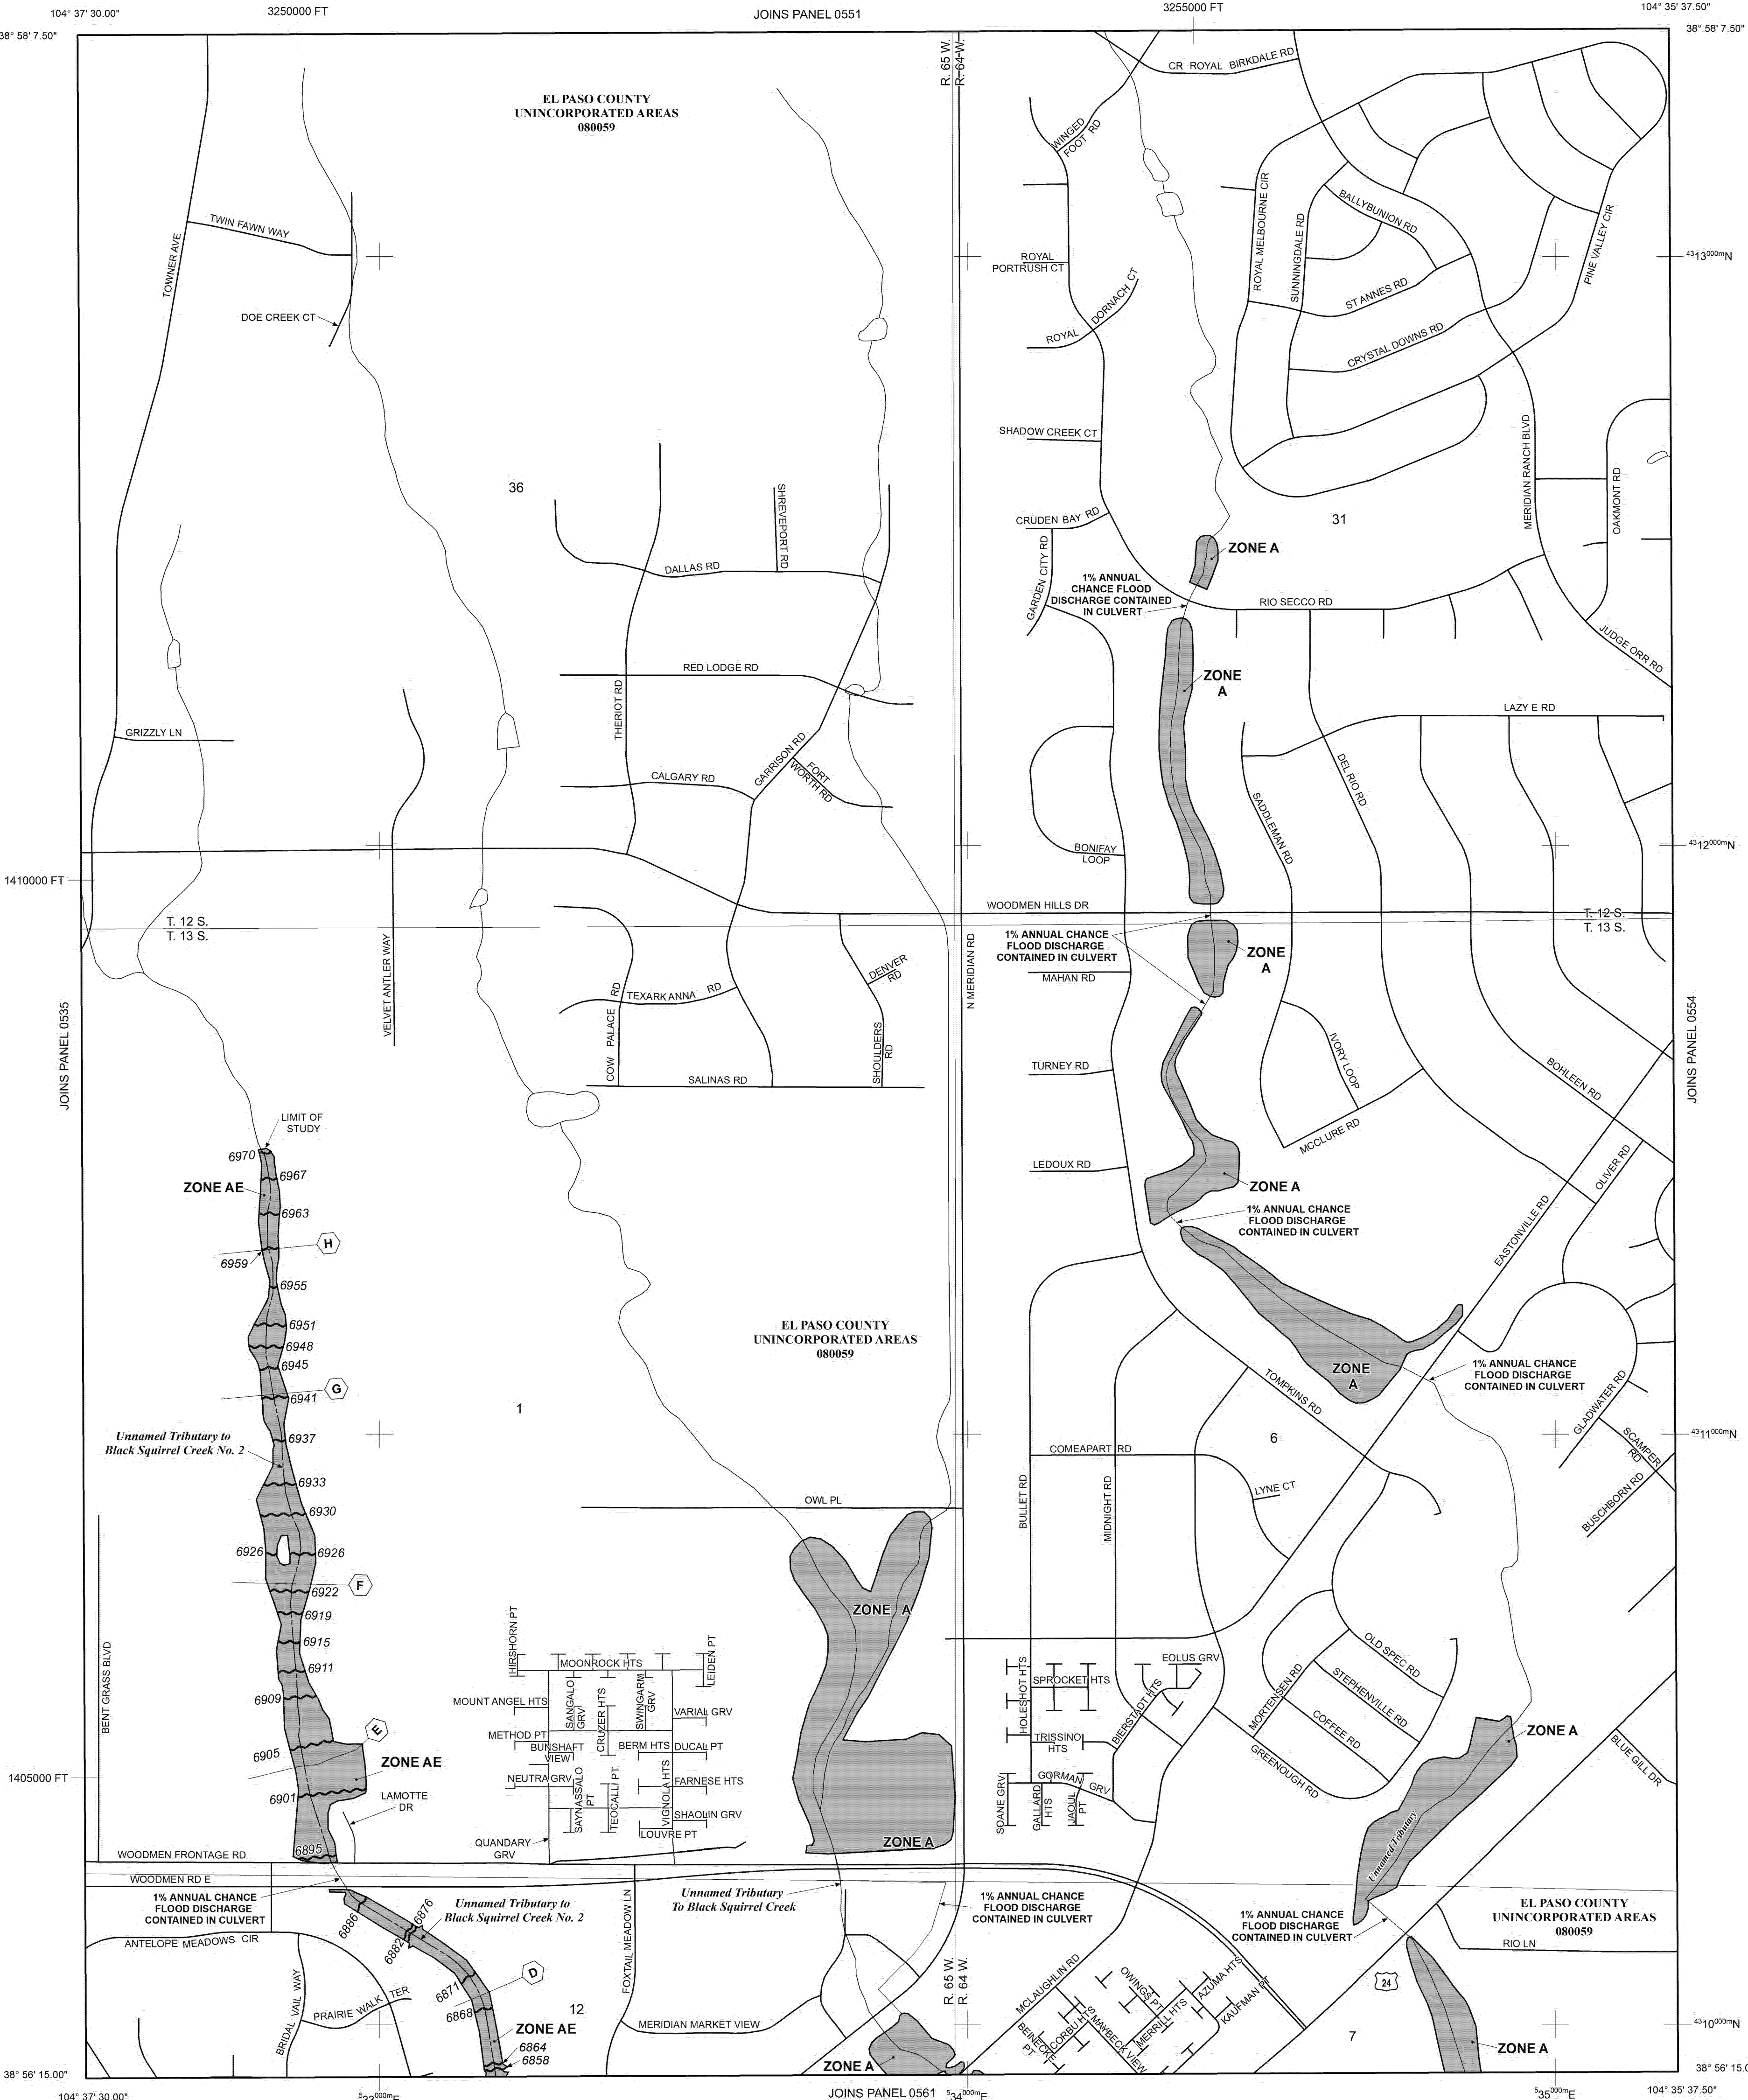 104° 37' 30.00"
3250000 FT
JOINS PANEL 0551
3255000 FT
104° 35' 37.50"
38° 58' 7.50"
38° 58' 7.50"
R. 65 W.
R. 64 W.
EL PASO COUNTY
UNINCORPORATED AREAS
080059
CR ROYAL BIRKDALE RD
WINGED
FOOT RD
ROYAL MELBOURNE CIR
SUNNINGDALE RD
BALLYBUNION RD
PINE VALLEY CIR
TOWNER AVE
TWIN FAWN WAY
DOE CREEK CT
ROYAL
PORTRUSH CT
ROYAL DORNACH CT
ST ANNES RD
CRYSTAL DOWNS RD
4313000mN
SHADOW CREEK CT
MERIDIAN RANCH BLVD
OAKMONT RD
36
SHREVEPORT RD
CRUDEN BAY RD
31
GARDEN CITY RD
ZONE A
DALLAS RD
1% ANNUAL
CHANCE FLOOD
DISCHARGE CONTAINED
IN CULVERT
RIO SECCO RD
JUDGE ORR RD
RED LODGE RD
THERIOT RD
ZONE
A
LAZY E RD
GRIZZLY LN
GARRISON RD
FORT
WORTH RD
CALGARY RD
DEL RIO RD
SADDLEMAN RD
BONIFAY
LOOP
4312000mN
1410000 FT
WOODMEN HILLS DR
T. 12 S.
T. 13 S.
T. 12 S.
T. 13 S.
VELVET ANTLER WAY
N MERIDIAN RD
1% ANNUAL CHANCE
FLOOD DISCHARGE
CONTAINED IN CULVERT
ZONE
A
DENVER
RD
MAHAN RD
COW PALACE RD
TEXARKANNA RD
SHOULDERS
RD
JOINS PANEL 0535
JOINS PANEL 0554
IVORY LOOP
TURNEY RD
SALINAS RD
BOHLEEN RD
MCCLURE RD
LIMIT OF
STUDY
6970
6967
ZONE AE
LEDOUX RD
OLIVER RD
ZONE A
6963
1% ANNUAL CHANCE
FLOOD DISCHARGE
CONTAINED IN CULVERT
EASTONVILLE RD
H
6959
6955
6951
6948
6945
EL PASO COUNTY
UNINCORPORATED AREAS
080059
ZONE
A
1% ANNUAL CHANCE
FLOOD DISCHARGE
CONTAINED IN CULVERT
G
6941
1
TOMPKINS RD
GLADWATER RD
Unnamed Tributary to
Black Squirrel Creek No. 2
6937
COMEAPART RD
6
SCAMPER
RD
4311000mN
6933
LYNE CT
BULLET RD
MIDNIGHT RD
BUSCHBORN RD
OWL PL
6930
6926
6926
F
6922
6919
ZONE A
6915
6911
6909
BENT GRASS BLVD
HIRSHORN PT
MOONROCK HTS
LEIDEN PT
MOUNT ANGEL HTS
SANGALO
GRV
CRUZER HTS
SWINGARM
GRV
VARIAL GRV
METHOD PT
BUNSHAFT
VIEW
BERM HTS
DUCAL PT
NEUTRA GRV
SAYNASSALO
PT
TEOCALLI PT
VIGNOLA HTS
FARNESE HTS
SHAOLIN GRV
LOUVRE PT
QUANDARY
GRV
HOLESHOT HTS
SPROCKET HTS
EOLUS GRV
TRISSINO
HTS
BIERSTADT HTS
SOANE GRV
GORMAN GRV
GALLARD
HTS
JAOUL
PT
MORTENSEN RD
OLD SPEC RD
STEPHENVILLE RD
COFFEE RD
GREENOUGH RD
ZONE A
BLUE GILL DR
Unnamed Tributary
E
6905
ZONE AE
1405000 FT
6901
LAMOTTE
DR
6895
ZONE A
WOODMEN FRONTAGE RD
WOODMEN RD E
1% ANNUAL CHANCE
FLOOD DISCHARGE
CONTAINED IN CULVERT
Unnamed Tributary to
Black Squirrel Creek No. 2
Unnamed Tributary
To Black Squirrel Creek
1% ANNUAL CHANCE
FLOOD DISCHARGE
CONTAINED IN CULVERT
1% ANNUAL CHANCE
FLOOD DISCHARGE
CONTAINED IN CULVERT
EL PASO COUNTY
UNINCORPORATED AREAS
080059
RIO LN
ANTELOPE MEADOWS CIR
6886
6882
6876
6871
6868
D
FOXTAIL MEADOW LN
BRIDAL VAIL WAY
PRAIRIE WALK TER
12
ZONE AE
6864
6858
MERIDIAN MARKET VIEW
R. 65 W.
R. 64 W.
ZONE A
MCLAUGHLIN RD
OWINGS PT
AZUMA HTS
KAUFMAN PT
MERRILL HTS
S MAYBECK VIEW
CORBU HTS
BEINECKE
PT
24
7
ZONE A
4310000mN
38° 56' 15.00"
38° 56' 15.0
104° 37' 30.00"
533000mE
JOINS PANEL 0561
534000mE
535000mE
104° 35' 37.50"